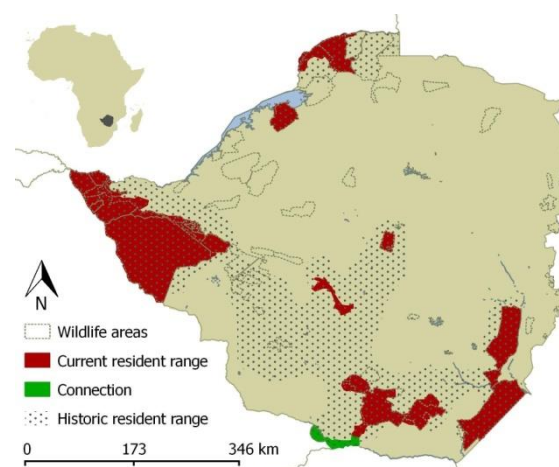 N
Wildlife areas
Current resident range
Connection
Historic resident range
0 173 346 km